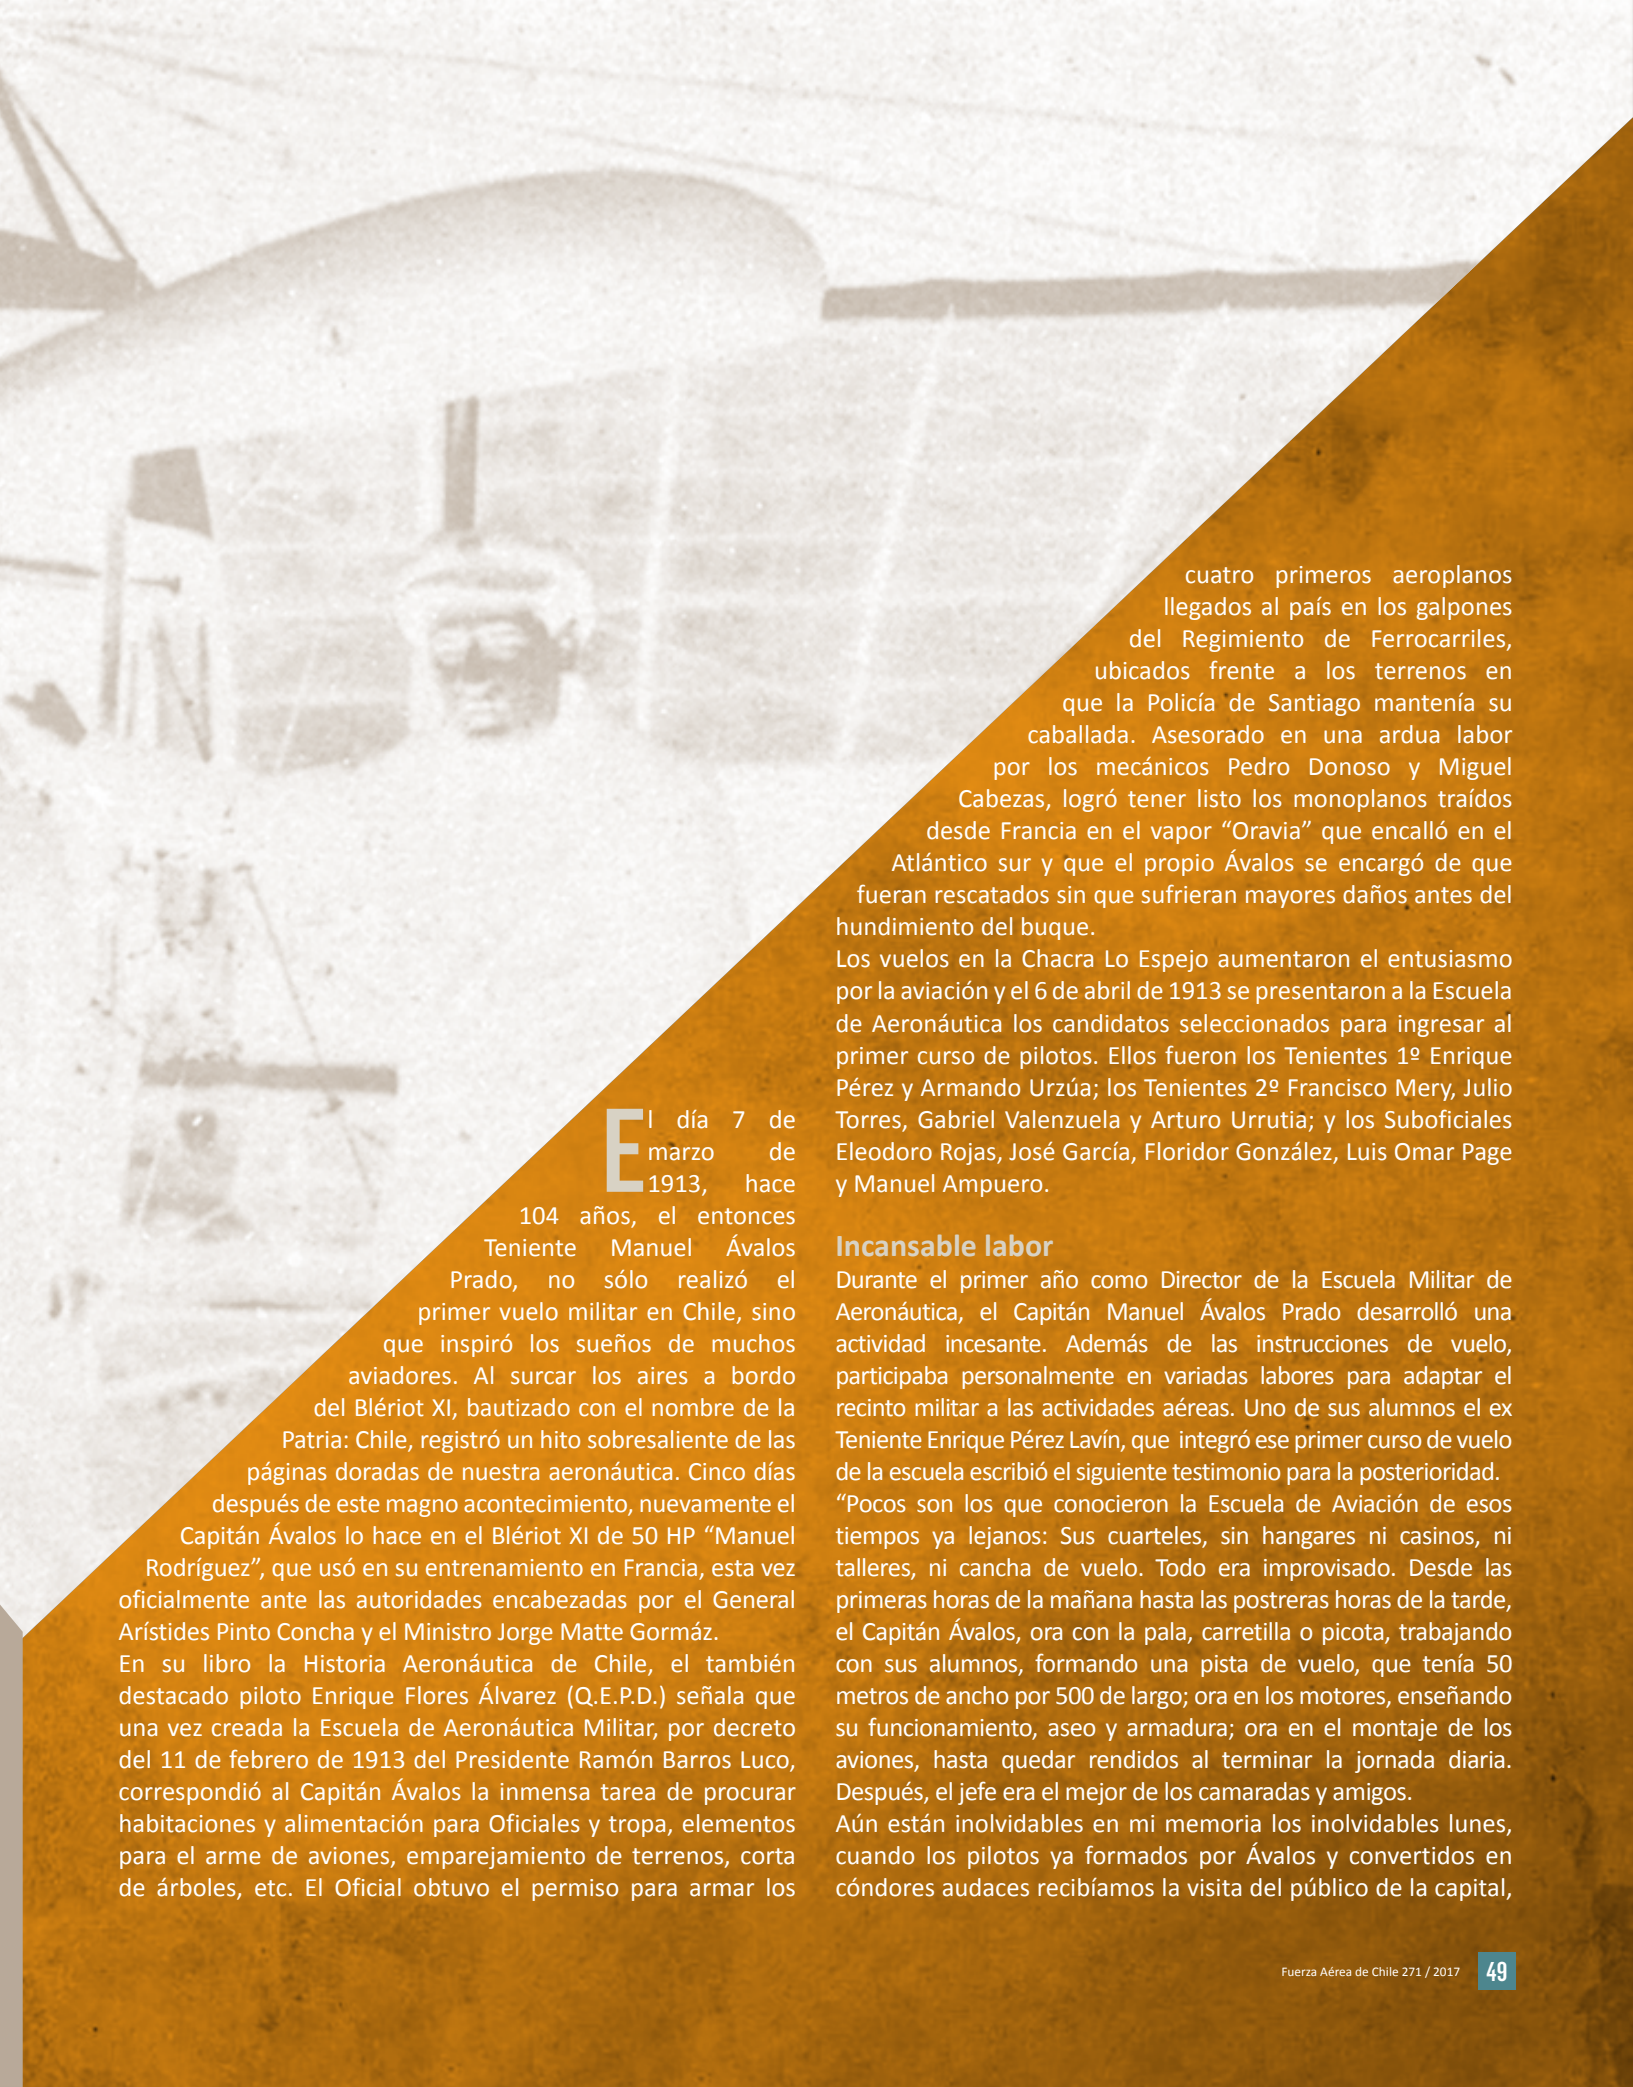 El día 7 de
marzo de
1913, hace
104 años, el entonces
Teniente Manuel Ávalos
Prado, no sólo realizó el
primer vuelo militar en Chile, sino
que inspiró los sueños de muchos
aviadores. Al surcar los aires a bordo
del Blériot XI, bautizado con el nombre de la
Patria: Chile, registró un hito sobresaliente de las
páginas doradas de nuestra aeronáutica. Cinco días
después de este magno acontecimiento, nuevamente el
Capitán Ávalos lo hace en el Blériot XI de 50 HP “Manuel
Rodríguez”, que usó en su entrenamiento en Francia, esta vez
oficialmente ante las autoridades encabezadas por el General
Arístides Pinto Concha y el Ministro Jorge Matte Gormáz.
En su libro la Historia Aeronáutica de Chile, el también
destacado piloto Enrique Flores Álvarez (Q.E.P.D.) señala que
una vez creada la Escuela de Aeronáutica Militar, por decreto
del 11 de febrero de 1913 del Presidente Ramón Barros Luco,
correspondió al Capitán Ávalos la inmensa tarea de procurar
habitaciones y alimentación para Oficiales y tropa, elementos
para el arme de aviones, emparejamiento de terrenos, corta
de árboles, etc. El Oficial obtuvo el permiso para armar los
cuatro primeros aeroplanos
llegados al país en los galpones
del Regimiento de Ferrocarriles,
ubicados frente a los terrenos en
que la Policía de Santiago mantenía su
caballada. Asesorado en una ardua labor
por los mecánicos Pedro Donoso y Miguel
Cabezas, logró tener listo los monoplanos traídos
desde Francia en el vapor “Oravia” que encalló en el
Atlántico sur y que el propio Ávalos se encargó de que
fueran rescatados sin que sufrieran mayores daños antes del
hundimiento del buque.
Los vuelos en la Chacra Lo Espejo aumentaron el entusiasmo
por la aviación y el 6 de abril de 1913 se presentaron a la Escuela
de Aeronáutica los candidatos seleccionados para ingresar al
primer curso de pilotos. Ellos fueron los Tenientes 1º Enrique
Pérez y Armando Urzúa; los Tenientes 2º Francisco Mery, Julio
Torres, Gabriel Valenzuela y Arturo Urrutia; y los Suboficiales
Eleodoro Rojas, José García, Floridor González, Luis Omar Page
y Manuel Ampuero.
Incansable labor
Durante el primer año como Director de la Escuela Militar de
Aeronáutica, el Capitán Manuel Ávalos Prado desarrolló una
actividad incesante. Además de las instrucciones de vuelo,
participaba personalmente en variadas labores para adaptar el
recinto militar a las actividades aéreas. Uno de sus alumnos el ex
Teniente Enrique Pérez Lavín, que integró ese primer curso de vuelo
de la escuela escribió el siguiente testimonio para la posterioridad.
“Pocos son los que conocieron la Escuela de Aviación de esos
tiempos ya lejanos: Sus cuarteles, sin hangares ni casinos, ni
talleres, ni cancha de vuelo. Todo era improvisado. Desde las
primeras horas de la mañana hasta las postreras horas de la tarde,
el Capitán Ávalos, ora con la pala, carretilla o picota, trabajando
con sus alumnos, formando una pista de vuelo, que tenía 50
metros de ancho por 500 de largo; ora en los motores, enseñando
su funcionamiento, aseo y armadura; ora en el montaje de los
aviones, hasta quedar rendidos al terminar la jornada diaria.
Después, el jefe era el mejor de los camaradas y amigos.
Aún están inolvidables en mi memoria los inolvidables lunes,
cuando los pilotos ya formados por Ávalos y convertidos en
cóndores audaces recibíamos la visita del público de la capital,
Fuerza Aérea de Chile 271 / 2017 49